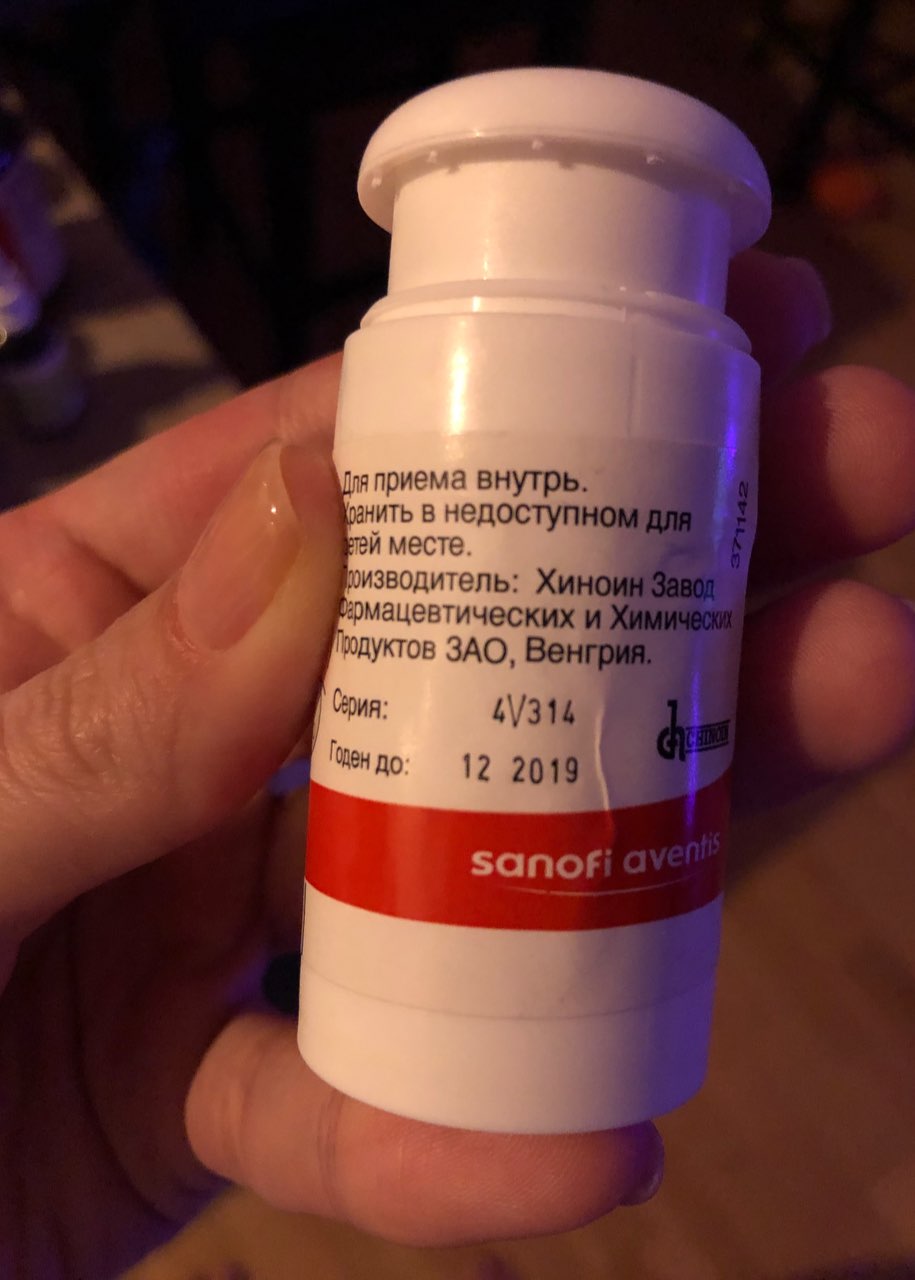 Для приема внутрь.
Хранить в недоступном для
детей месте.
Производитель: Хиноин Завод
Фармацевтических и Химических
Продуктов ЗАО, Венгрия.
371142
Серия: 4V314
Годен до: 12 2019
CHINOIN
sanofi aventis